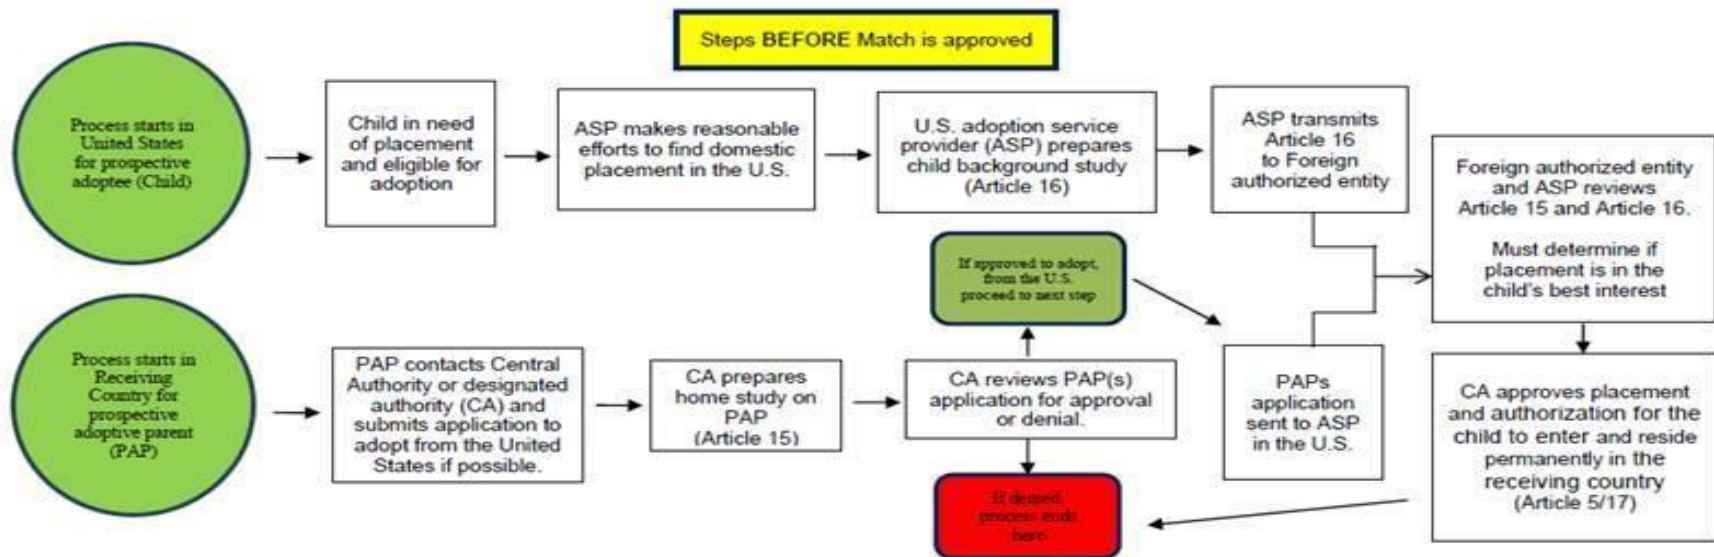 Steps BEFORE Match is approved
Process starts in
United States
for prospective
adoptee (Child)
Child in need
of placement
and eligible for
adoption
ASP makes reasonable
efforts to find domestic
placement in the U.S.
U.S. adoption service
provider (ASP) prepares
child background study
(Article 16)
ASP transmits
Article 16
to Foreign
authorized entity
Foreign authorized entity
and ASP reviews
Article 15 and Article 16.
Must determine if
placement is in the
child's best interest
If approved to adopt,
from the U.S.
proceed to next step
Process starts in
Receiving
Country for
prospective
adoptive parent
(PAP)
PAP contacts Central
Authority or designated
authority (CA) and
submits application to
adopt from the United
States if possible.
CA prepares
home study on
PAP
(Article 15)
CA reviews PAP(s)
application for approval
or denial.
PAPs
application
sent to ASP
in the U.S.
CA approves placement
and authorization for the
child to enter and reside
permanently in the
receiving country
(Article 5/17)
If denied,
process ends
here